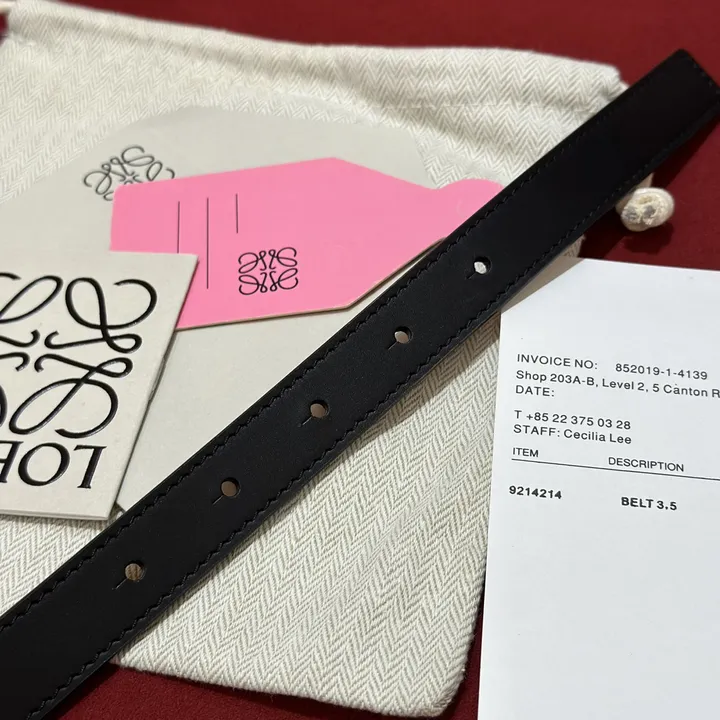 LOE
INVOICE NO: 852019-1-4139
Shop 203A-B, Level 2, 5 Canton R
DATE:
T +85 22 375 03 28
STAFF: Cecilia Lee
ITEM DESCRIPTION
9214214 BELT 3.5